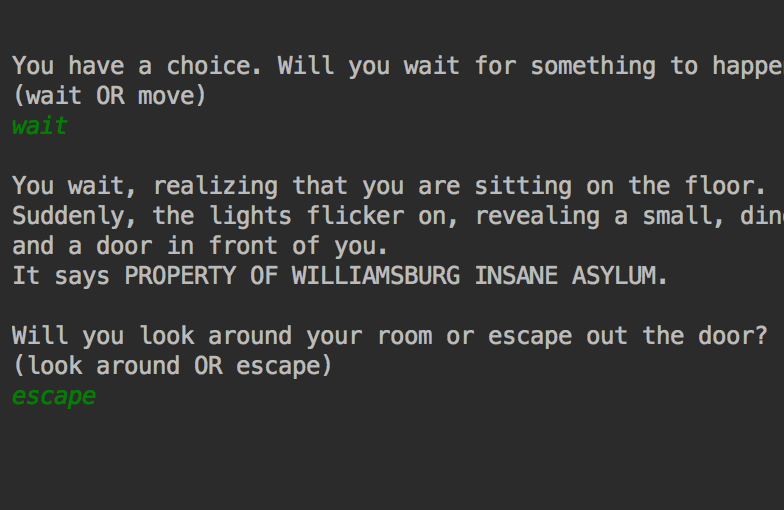 You have a choice. Will you wait for something to
(wait OR move)
wait
You wait, realizing that you are sitting on the floor.
Suddenly, the lights flicker on, revealing a small,
and a door in front of you.
It says PROPERTY OF WILLIAMSBURG INSANE ASYLUM.
Will you look around your room or escape out the door?
(look around OR escape)
escape